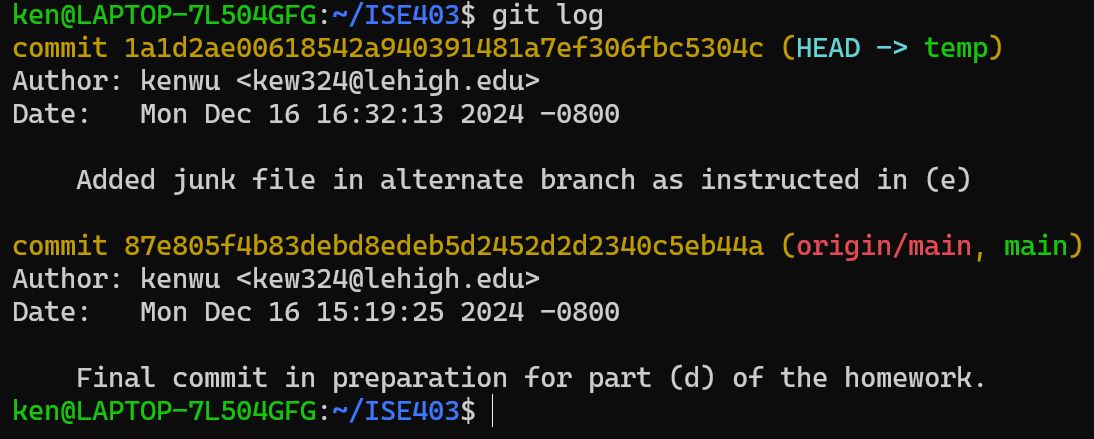 ken@LAPTOP-7L504GFG:~/ISE403$ git log
commit 1a1d2ae00618542a940391481a7ef306fbc5304c (HEAD -> temp)
Author: kenwu <kew324@lehigh.edu>
Date:   Mon Dec 16 16:32:13 2024 -0800
    Added junk file in alternate branch as instructed in (e)
commit 87e805f4b83debd8edeb5d2452d2d2340c5eb44a (origin/main, main)
Author: kenwu <kew324@lehigh.edu>
Date:   Mon Dec 16 15:19:25 2024 -0800
    Final commit in preparation for part (d) of the homework.
ken@LAPTOP-7L504GFG:~/ISE403$